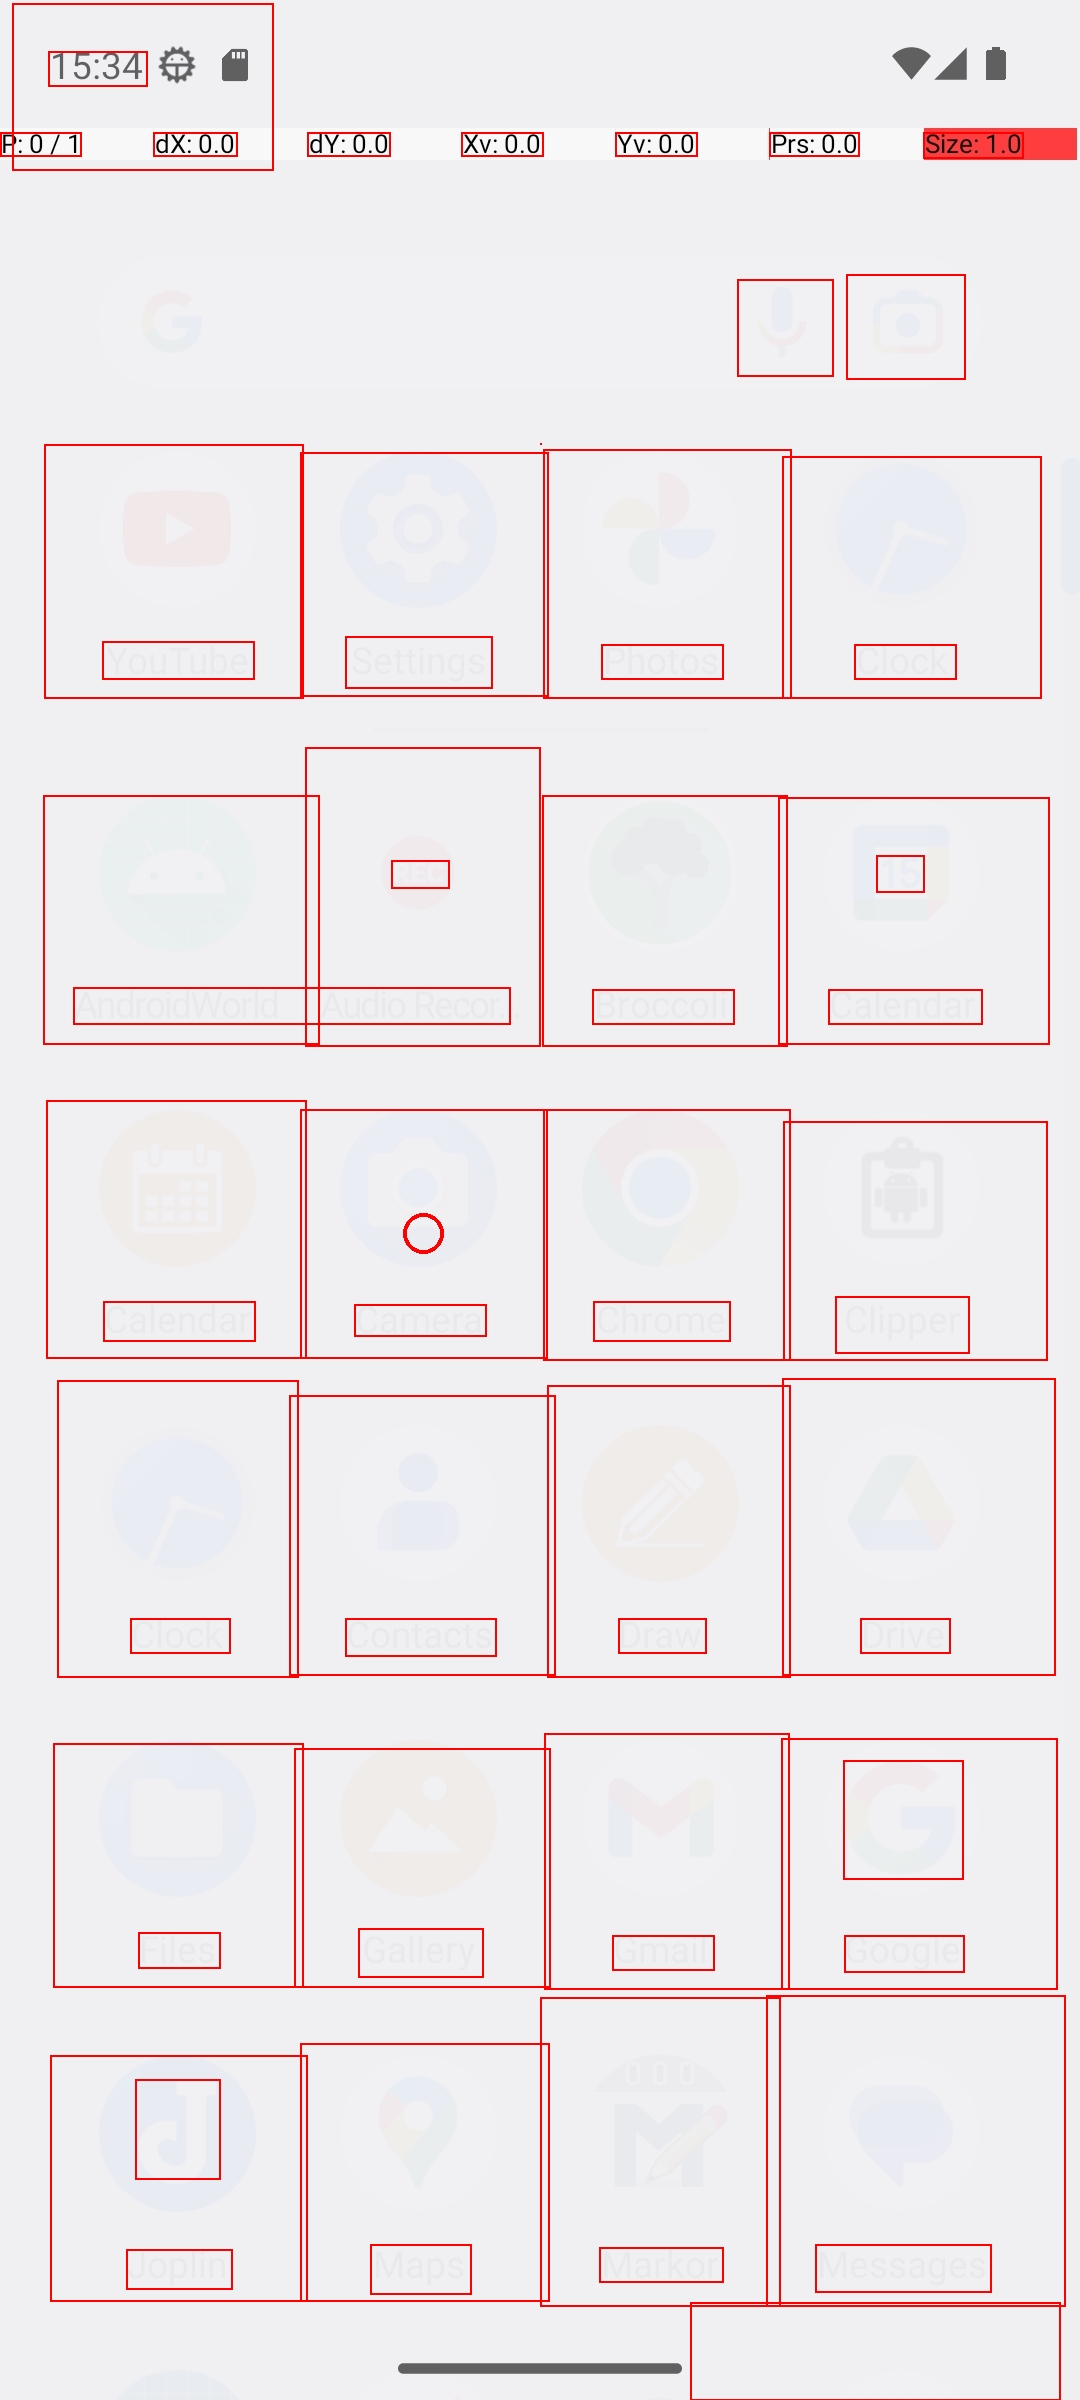 15:34
P: 0 / 1 dX: 0.0 dY: 0.0 Xv: 0.0 Yv: 0.0 Prs: 0.0 Size: 1.0
YouTube Settings Photos Clock
REC 15
AndroidWorld Audio Recor... Broccoli Calendar
Calendar Camera Chrome Clipper
Clock Contacts Draw Drive
Files Gallery Gmail Google
000
Joplin Maps Markor Messages